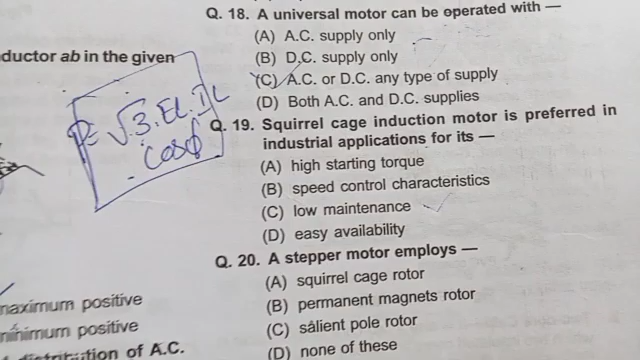 ductor ab in the given
P = √3. EL. IL
. Cosϕ
maximum positive
minimum positive
distribution of A.C.
Q. 18. A universal motor can be operated with —
(A) A.C. supply only
(B) D.C. supply only
(C) A.C. or D.C. any type of supply
(D) Both A.C. and D.C. supplies
Q. 19. Squirrel cage induction motor is preferred in
industrial applications for its —
(A) high starting torque
(B) speed control characteristics
(C) low maintenance
(D) easy availability
Q. 20. A stepper motor employs —
(A) squirrel cage rotor
(B) permanent magnets rotor
(C) salient pole rotor
(D) none of these